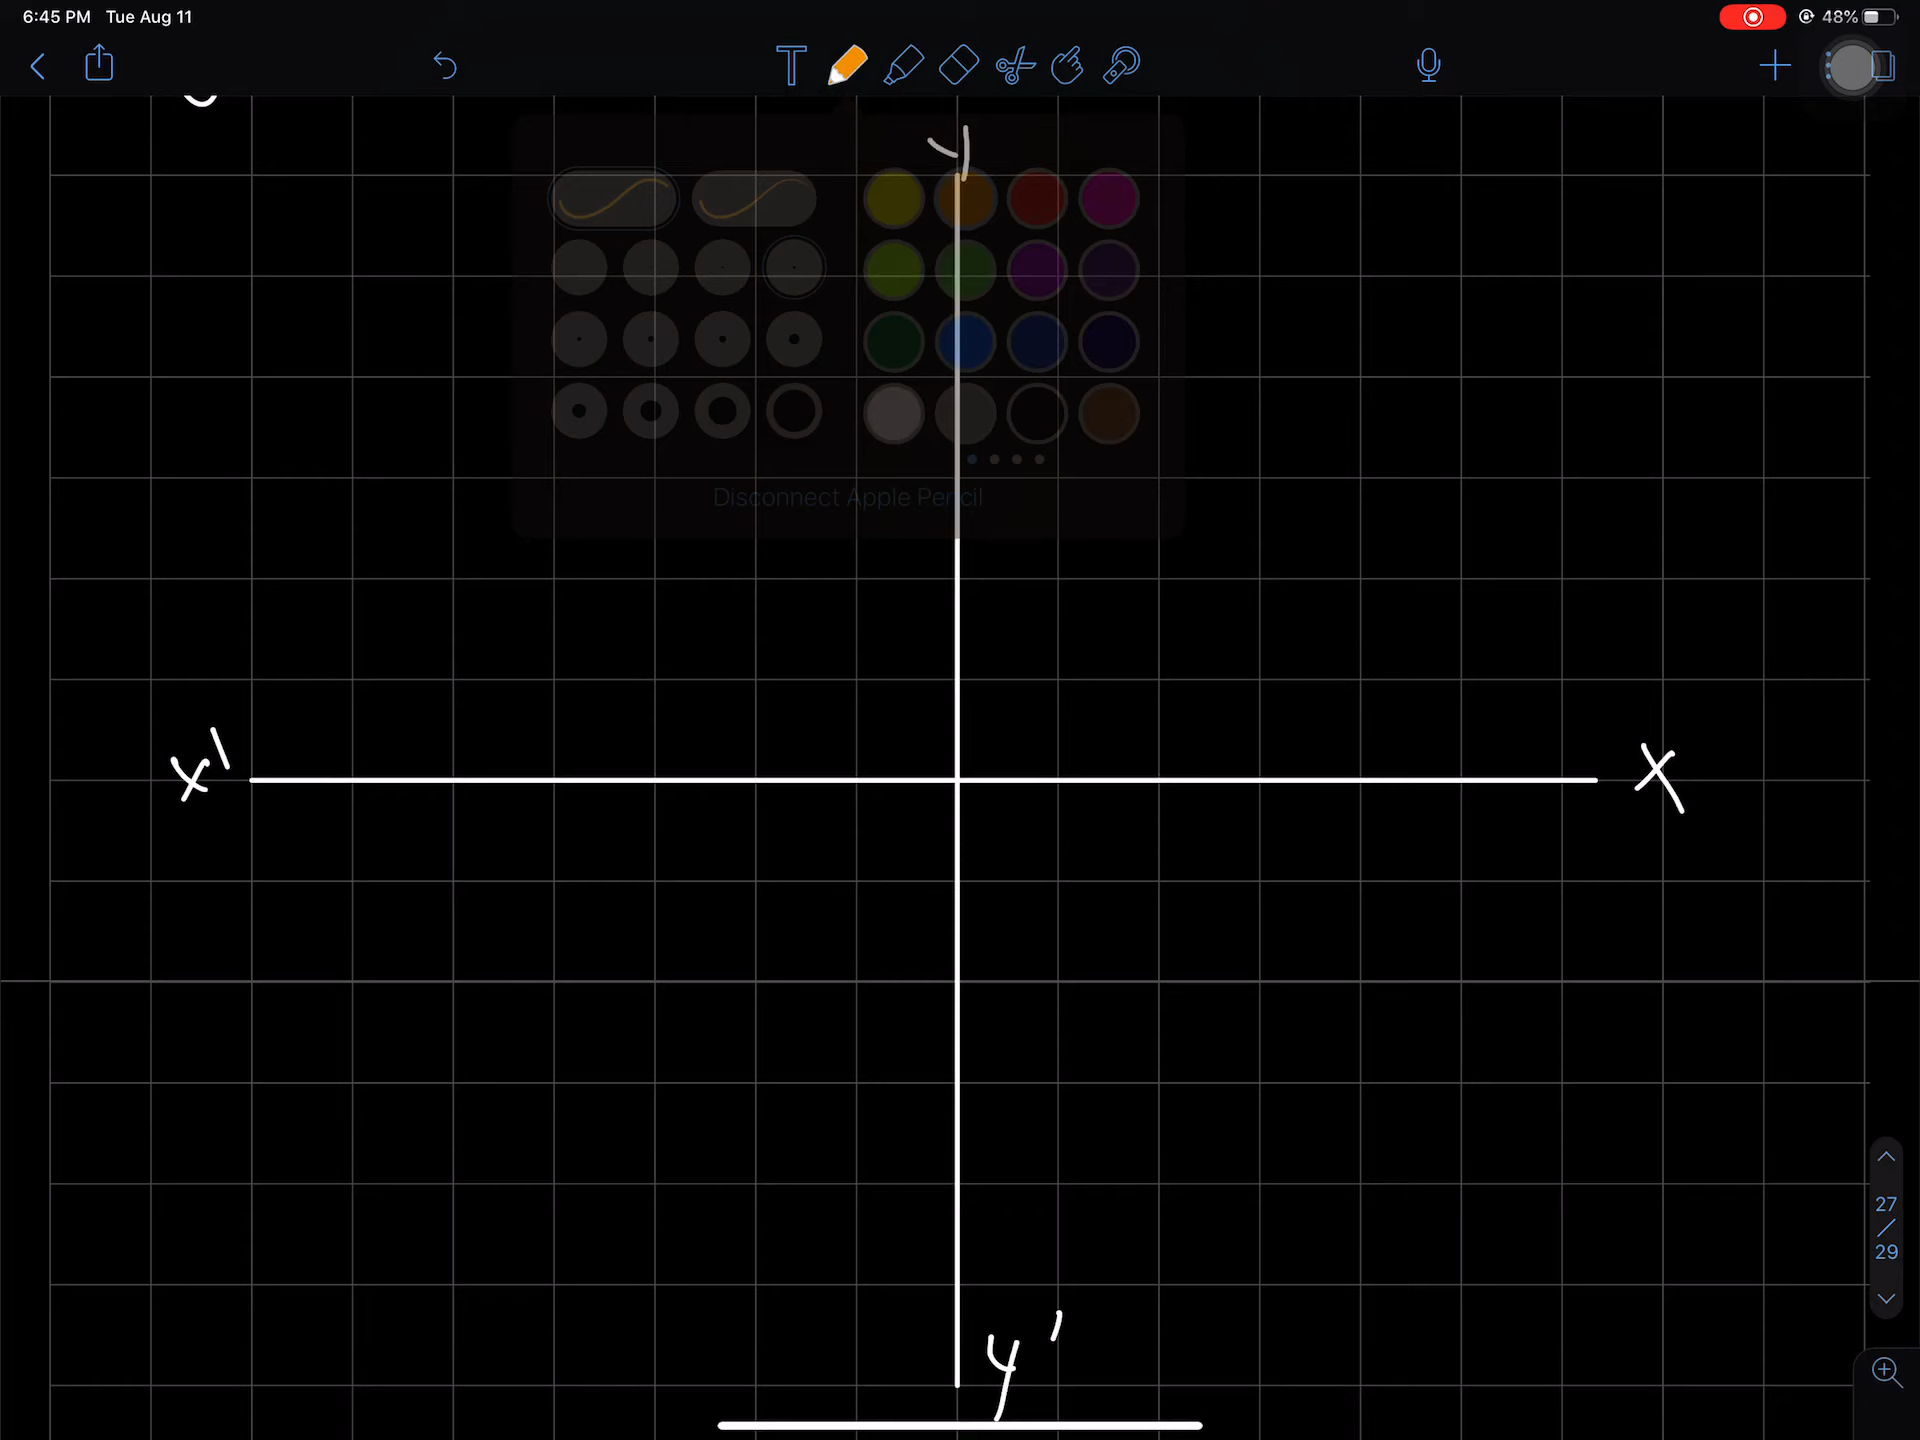 6:45 PM Tue Aug 11
48%
T
y
Disconnect Apple Pencil
x'
x
27
/
29
y'